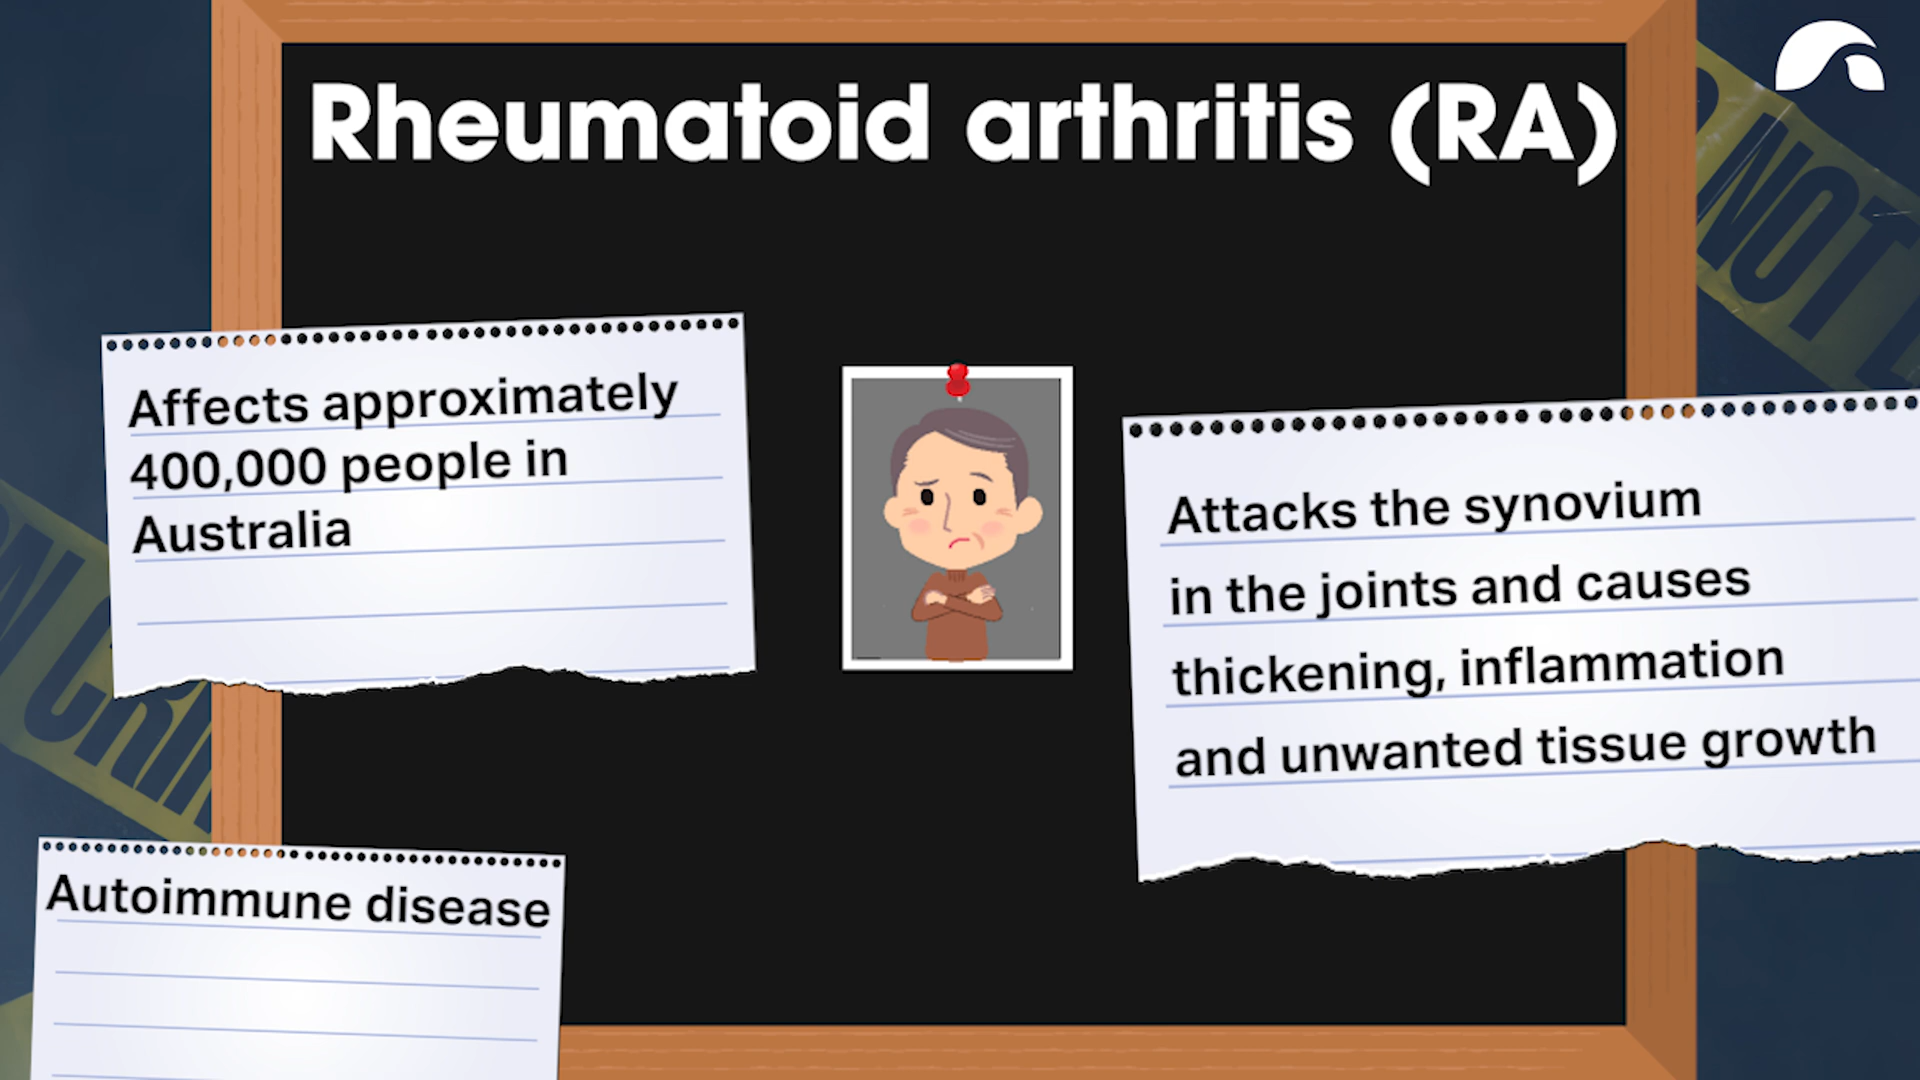 Rheumatoid arthritis (RA)
Affects approximately
400,000 people in
Australia
Attacks the synovium
in the joints and causes
thickening, inflammation
and unwanted tissue growth
Autoimmune disease
NOT